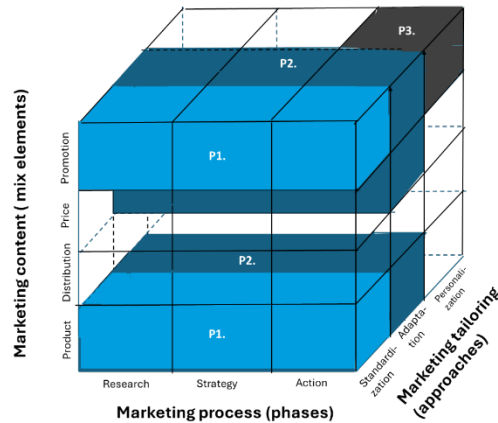 P3.
P2.
P1.
P2.
P1.
Marketing content ( mix elements)
Promotion
Price
Distribution
Product
Research
Strategy
Action
Marketing process (phases)
Standardi-
zation
Adapta-
tion
Personali-
zation
Marketing tailoring
(approaches)